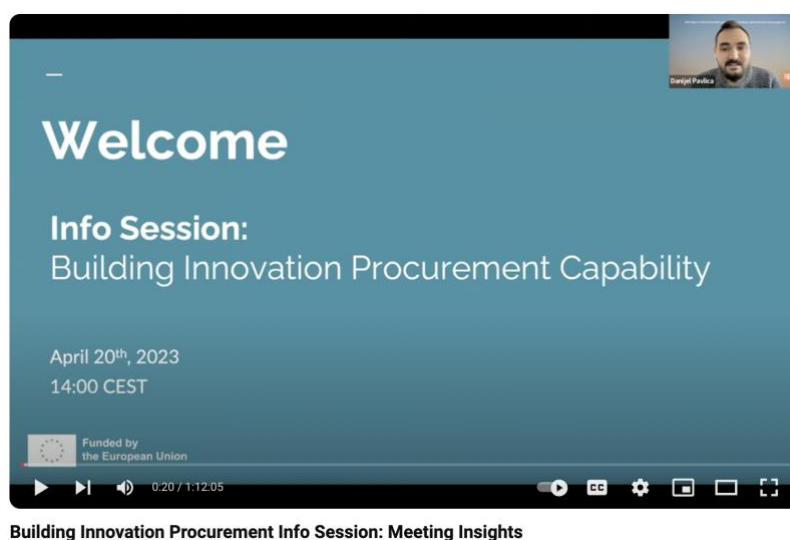 Danijel Pavlica
Welcome
Info Session:
Building Innovation Procurement Capability
April 20th, 2023
14:00 CEST
Funded by
the European Union
0:20 / 1:12:05
CC
Building Innovation Procurement Info Session: Meeting Insights